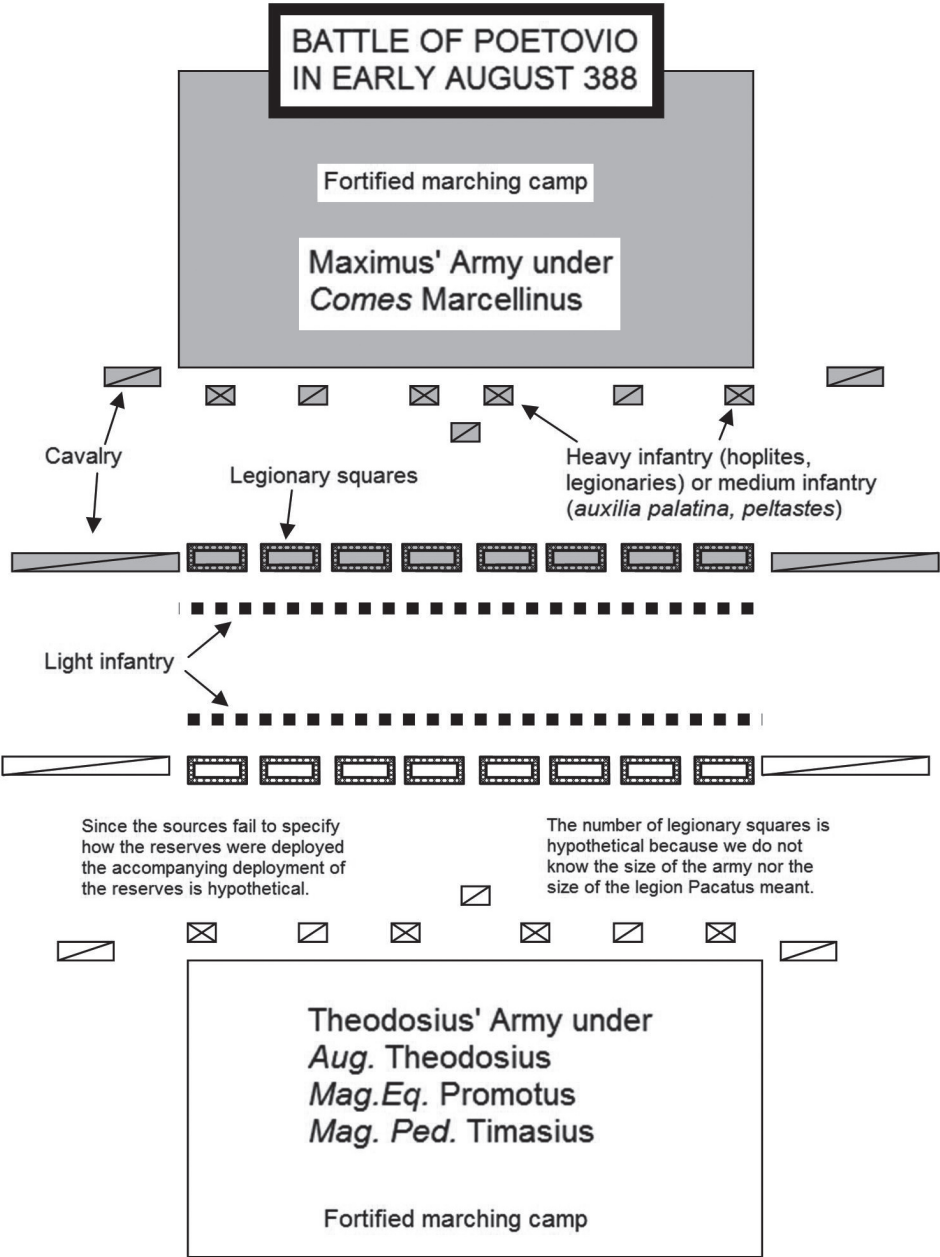 BATTLE OF POETOVIO
IN EARLY AUGUST 388
Fortified marching camp
Maximus' Army under
Comes Marcellinus
Cavalry
Legionary squares
Heavy infantry (hoplites,
legionaries) or medium infantry
(auxilia palatina, peltastes)
Light infantry
Since the sources fail to specify
how the reserves were deployed
the accompanying deployment of
the reserves is hypothetical.
The number of legionary squares is
hypothetical because we do not
know the size of the army nor the
size of the legion Pacatus meant.
Theodosius' Army under
Aug. Theodosius
Mag.Eq. Promotus
Mag. Ped. Timasius
Fortified marching camp